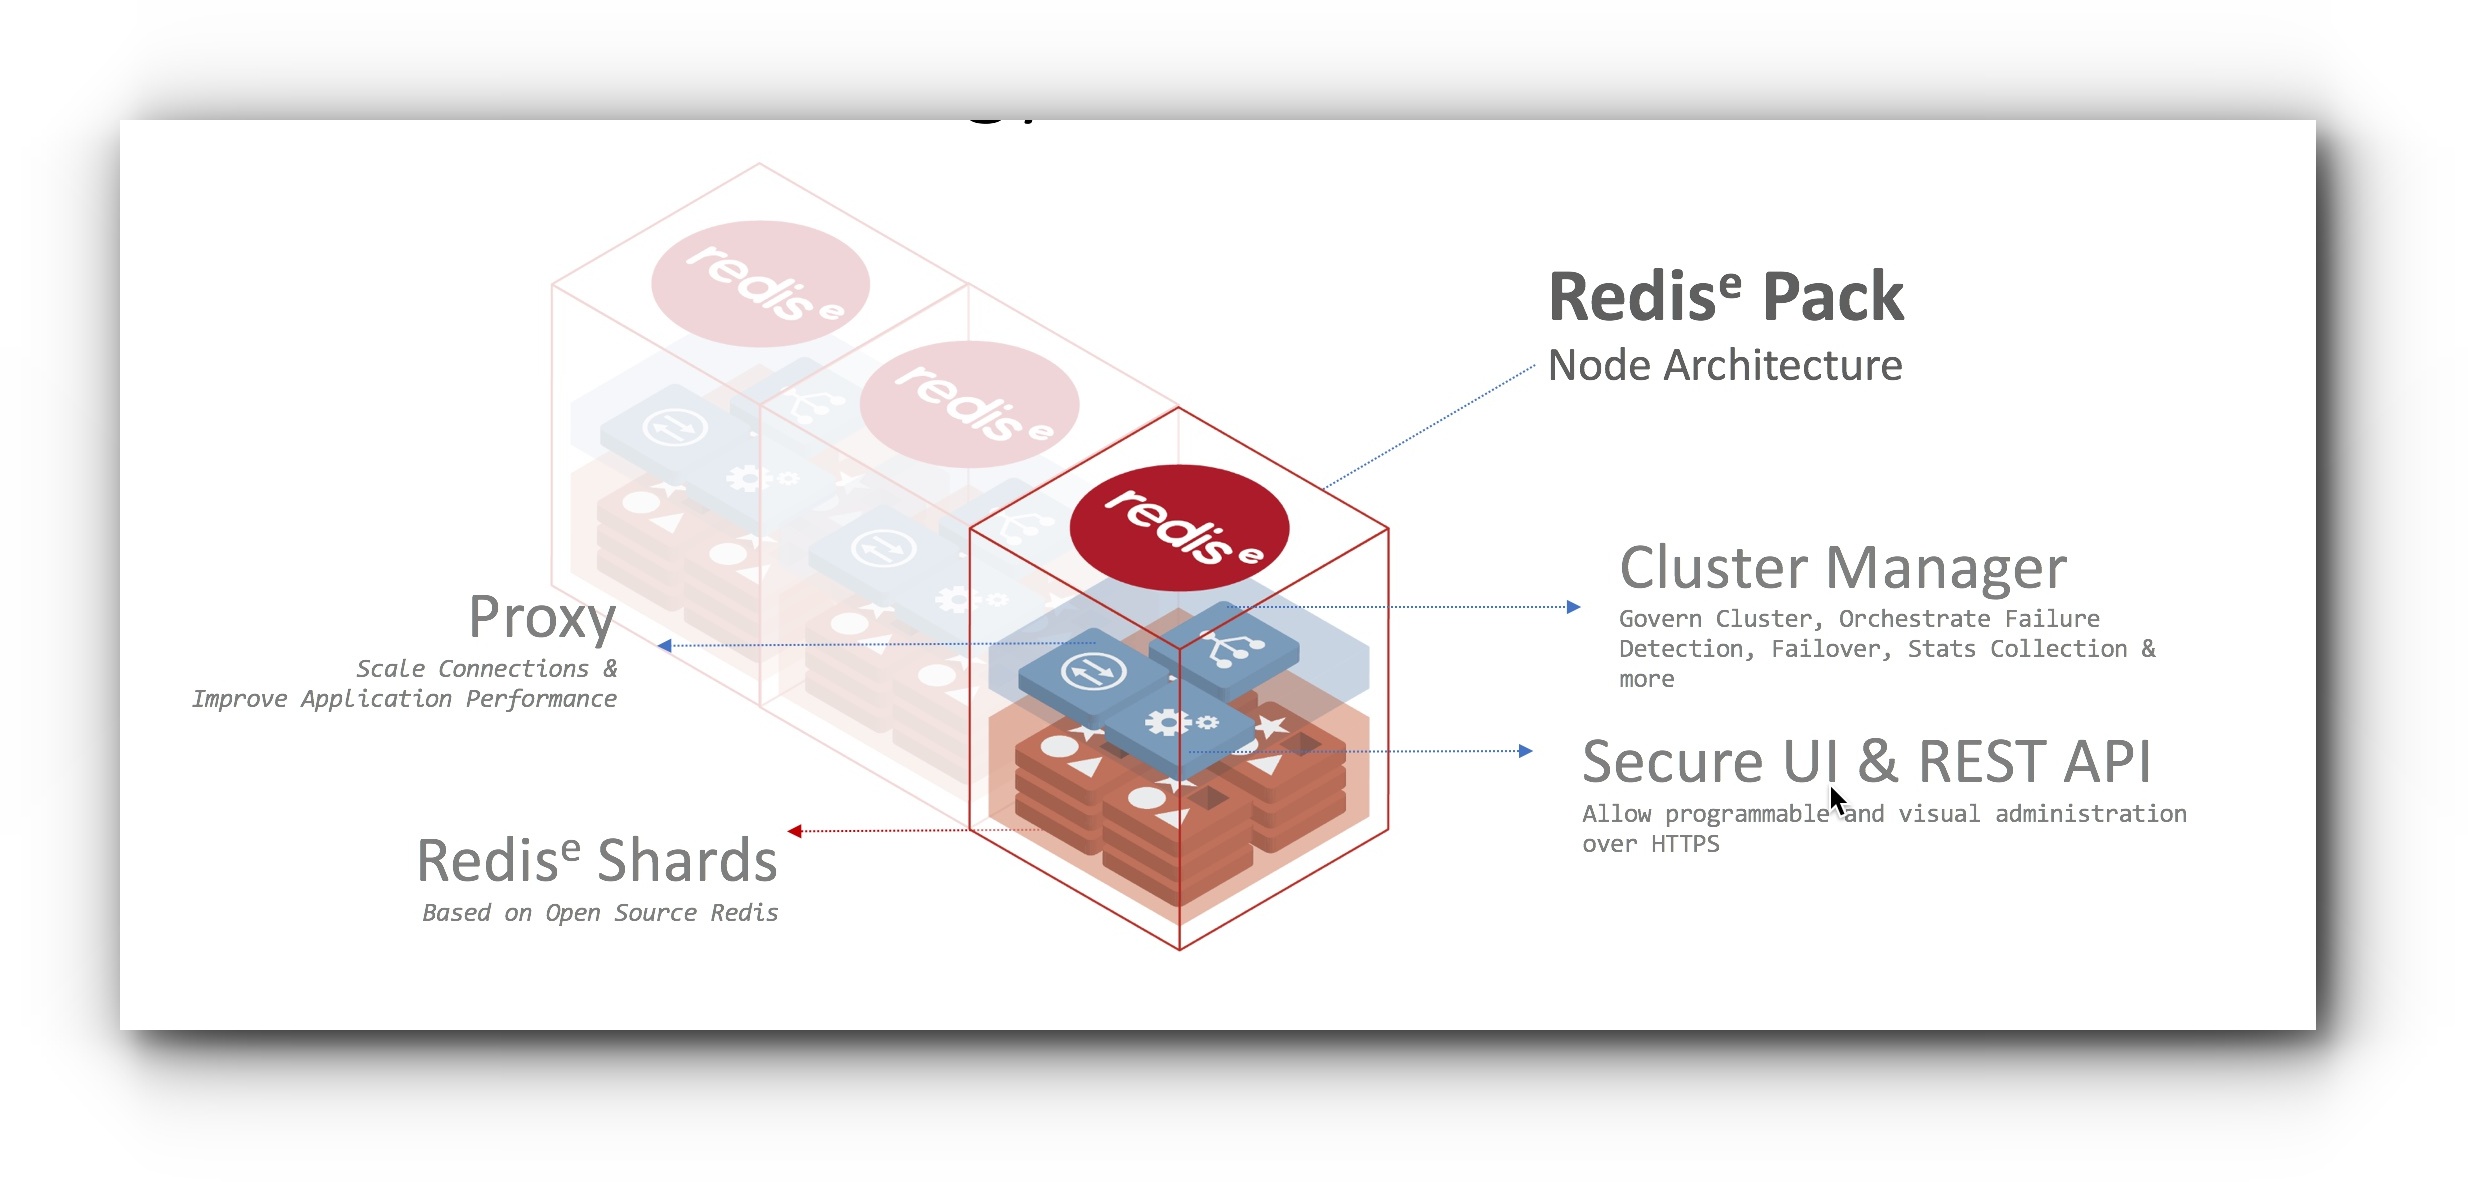 redis e
redis e
redis e
Redisᵉ Pack
Node Architecture
Cluster Manager
Govern Cluster, Orchestrate Failure
Detection, Failover, Stats Collection &
more
Proxy
Scale Connections &
Improve Application Performance
Secure UI & REST API
Allow programmable and visual administration
over HTTPS
Redisᵉ Shards
Based on Open Source Redis